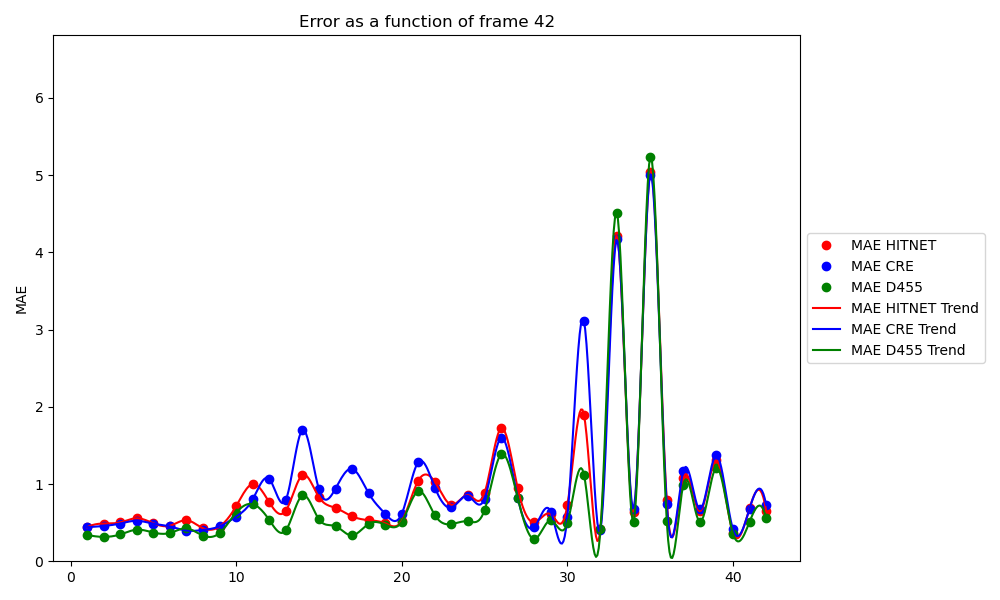 Error as a function of frame 42
MAE
6
5
4
3
2
1
0
0 10 20 30 40
MAE HITNET
MAE CRE
MAE D455
MAE HITNET Trend
MAE CRE Trend
MAE D455 Trend